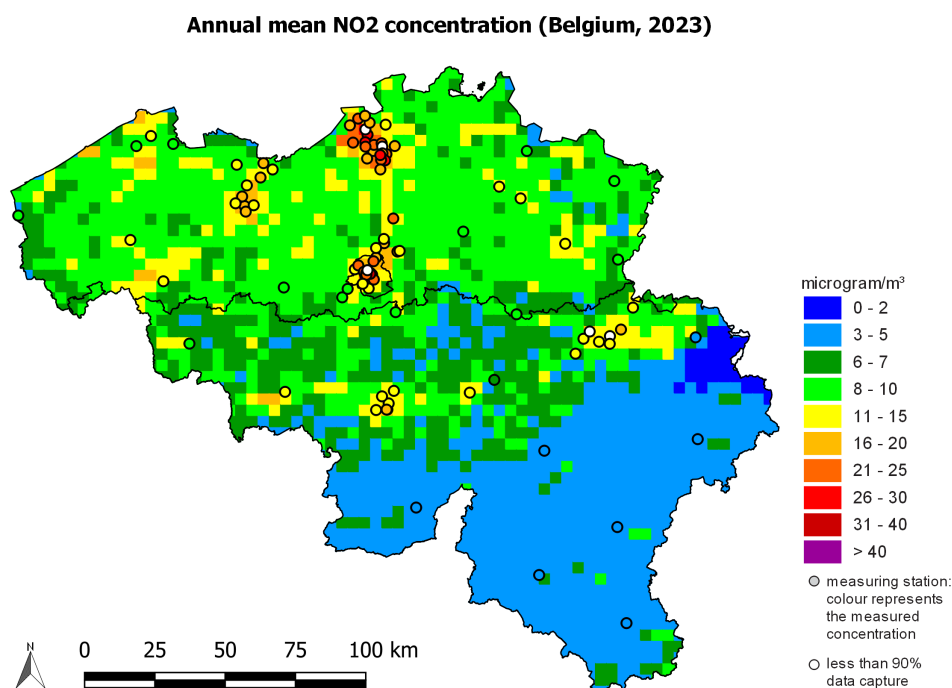 Annual mean NO2 concentration (Belgium, 2023)
microgram/m³
0 - 2
3 - 5
6 - 7
8 - 10
11 - 15
16 - 20
21 - 25
26 - 30
31 - 40
> 40
measuring station:
colour represents
the measured
concentration
less than 90%
data capture
N
0 25 50 75 100 km